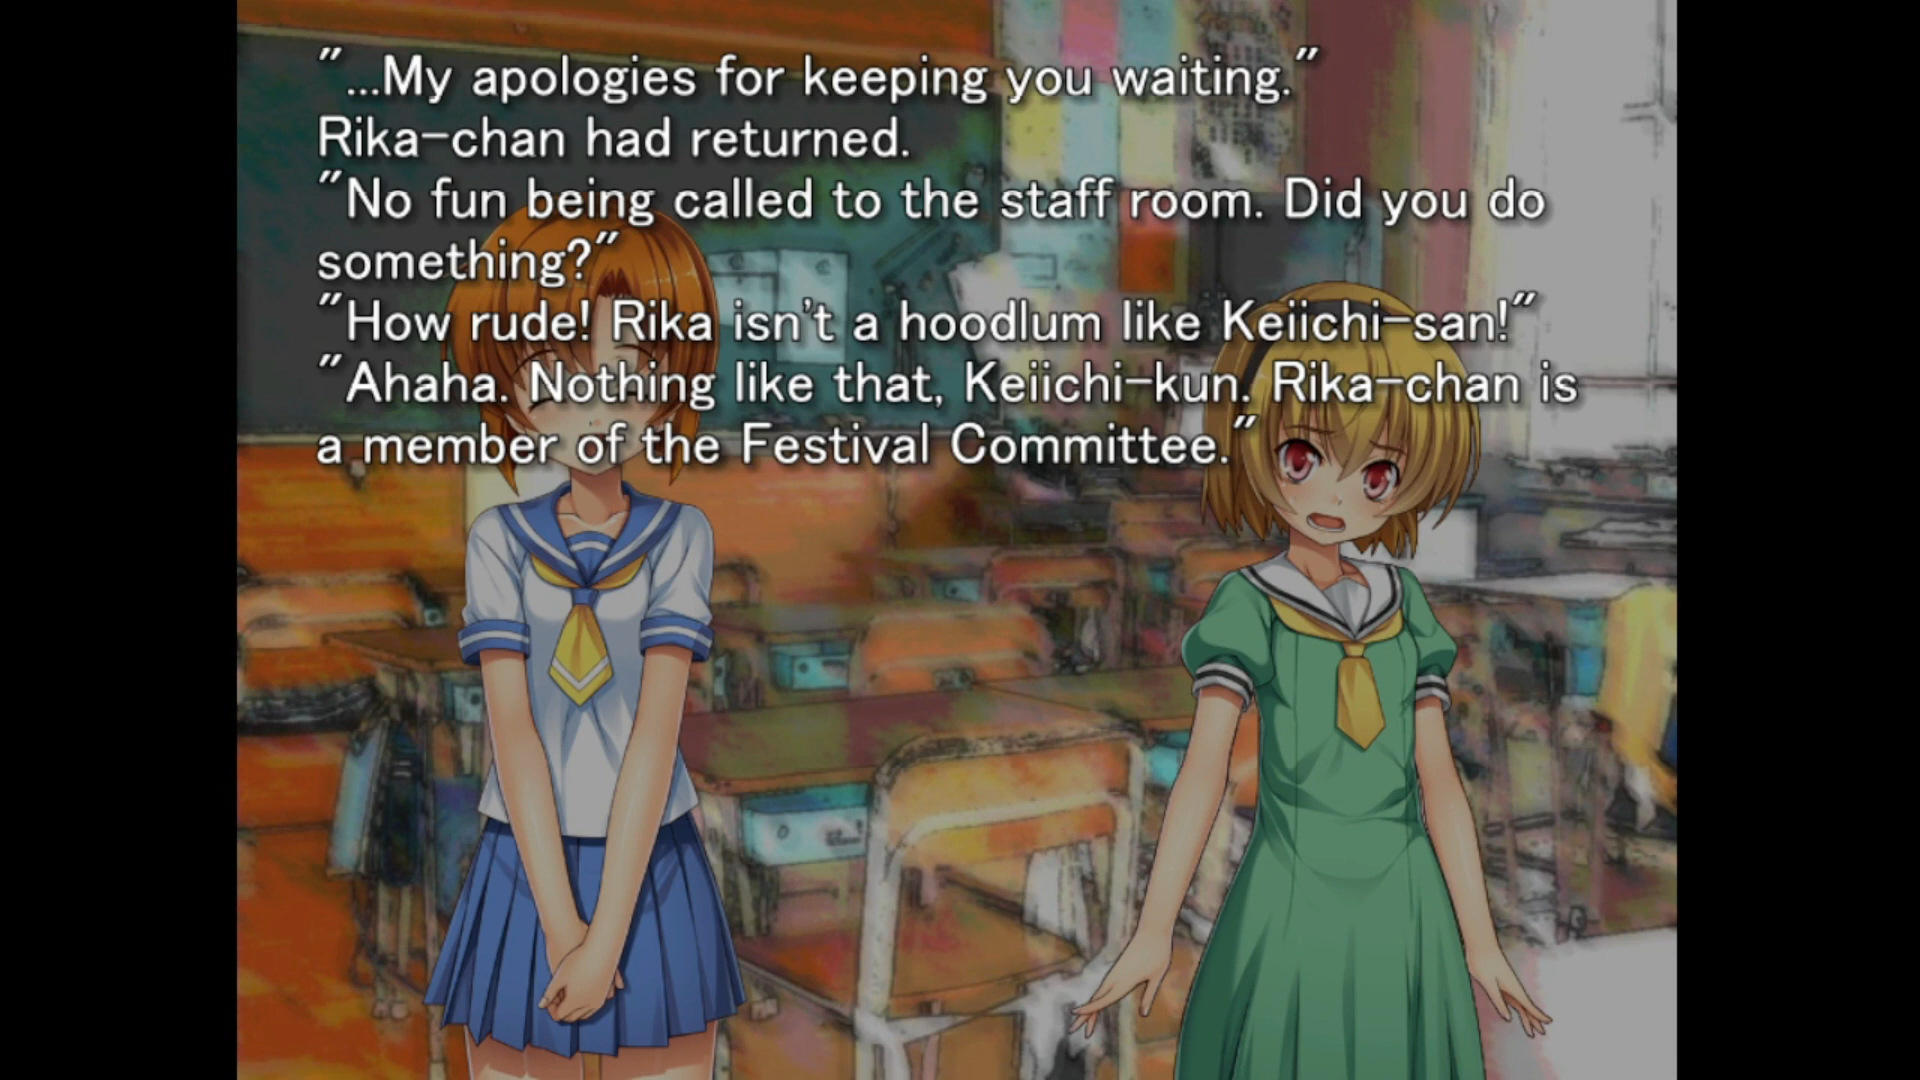 "...My apologies for keeping you waiting."
Rika-chan had returned.
"No fun being called to the staff room. Did you do
something?"
"How rude! Rika isn't a hoodlum like Keiichi-san!"
"Ahaha. Nothing like that, Keiichi-kun. Rika-chan is
a member of the Festival Committee."